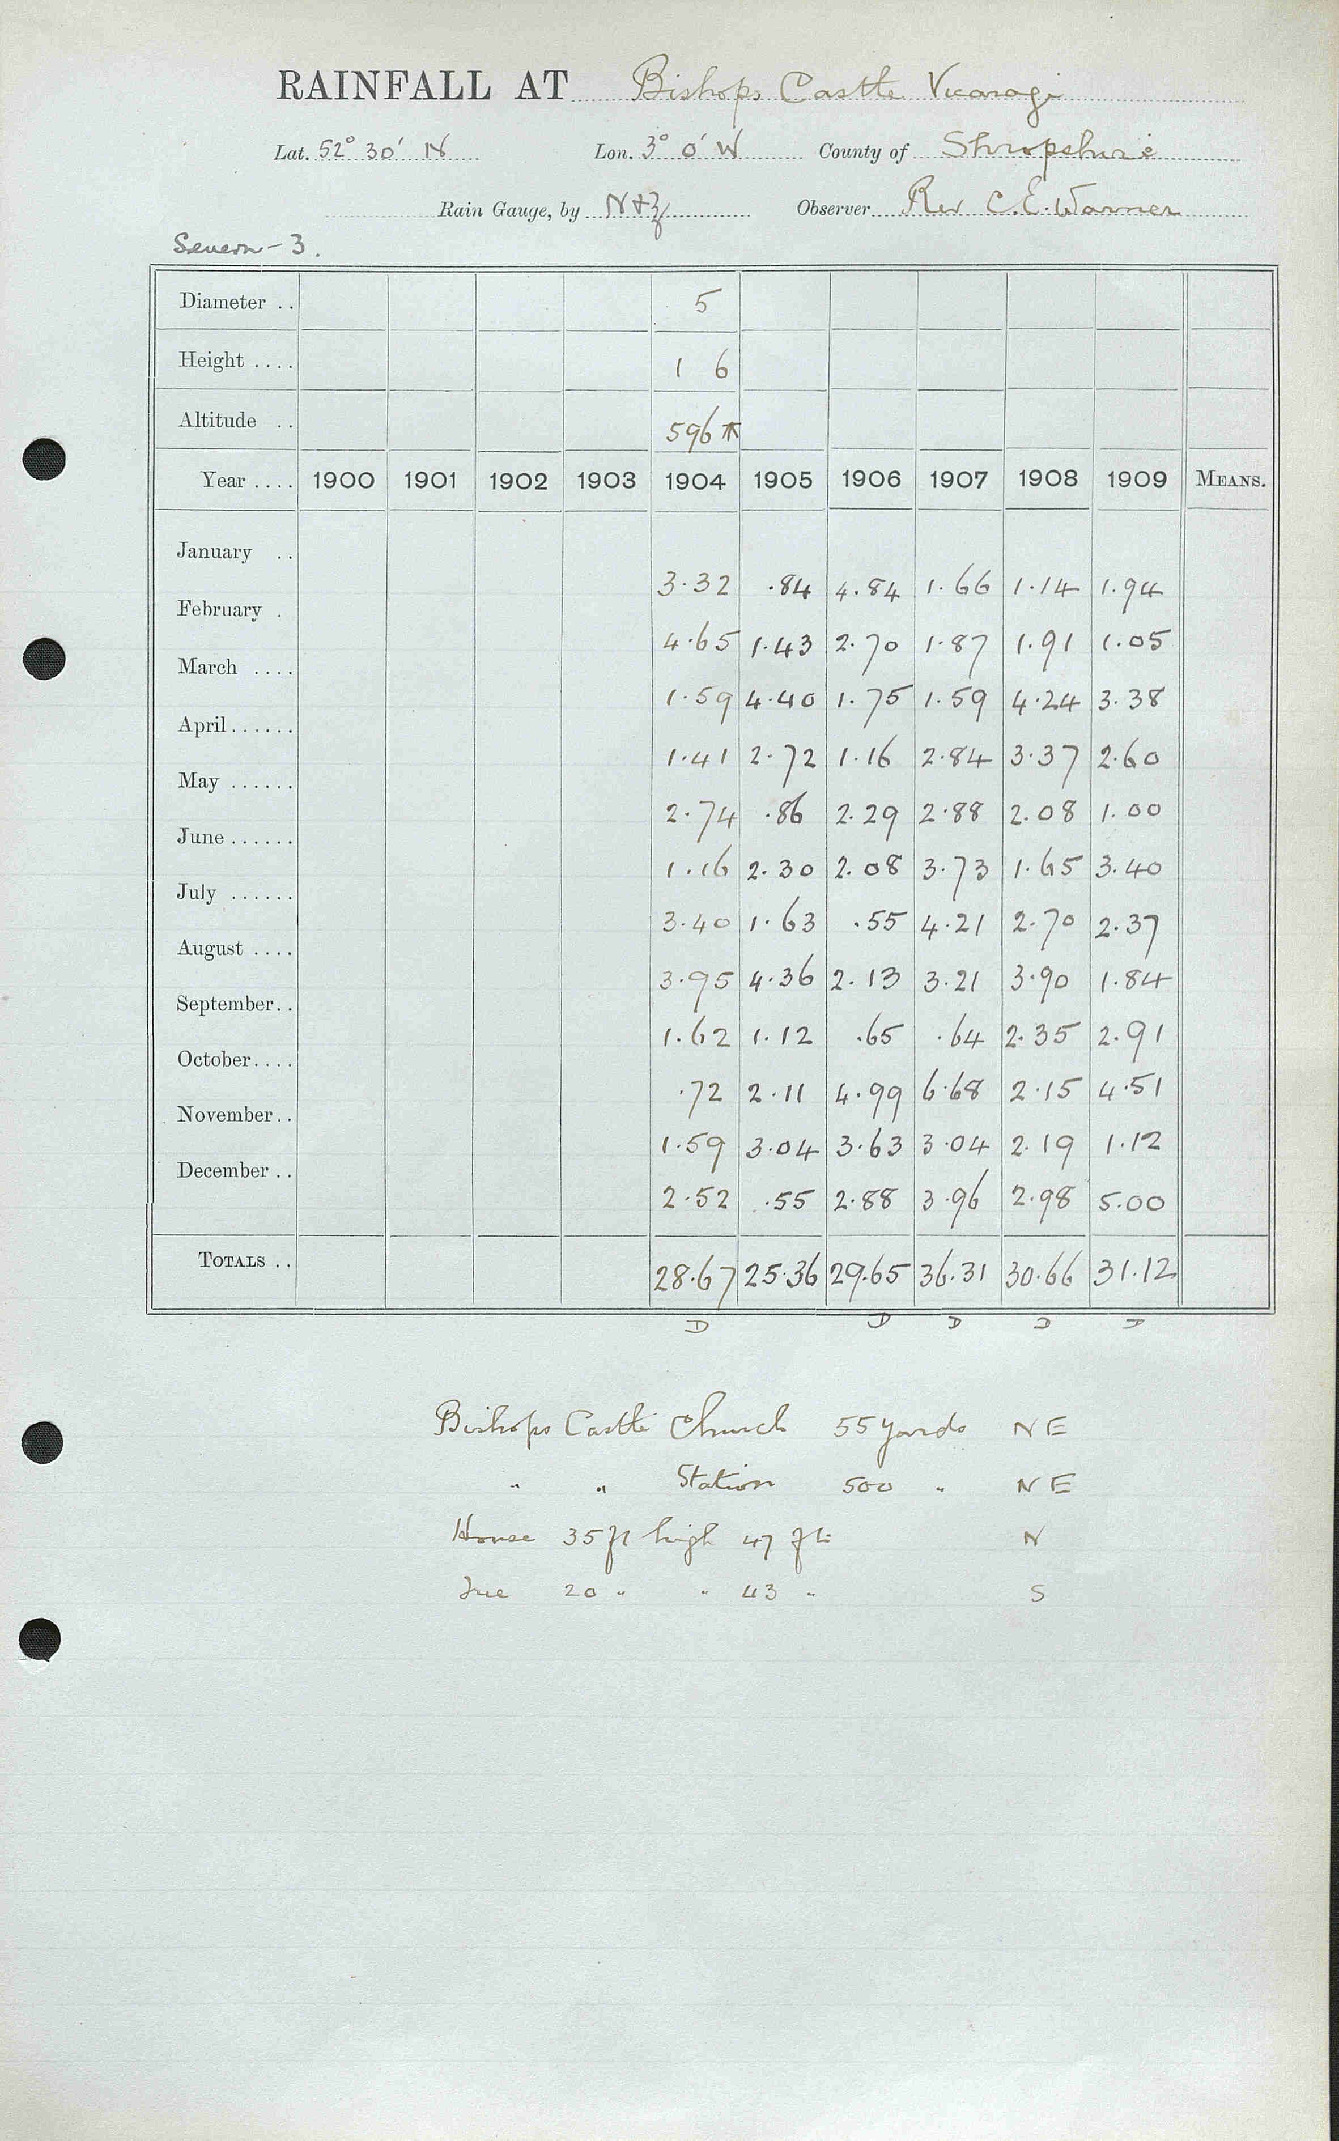 RAINFALL AT Bishops Castle Vicarage
Lat. 52° 30' N Lon. 3° 0' W County of Shropshire
Rain Gauge, by N & Z Observer Rev C. E. Warner
Severn - 3.
Diameter .. 5
Height .... 1 6
Altitude .. 596 ft
Year .... 1900 1901 1902 1903 1904 1905 1906 1907 1908 1909 MEANS.
January .. 3.32 .84 4.84 1.66 1.14 1.94
February . 4.65 1.43 2.70 1.87 1.91 1.05
March .... 1.59 4.40 1.75 1.59 4.24 3.38
April...... 1.41 2.72 1.16 2.84 3.37 2.60
May ...... 2.74 .86 2.29 2.88 2.08 1.00
June...... 1.16 2.30 2.08 3.73 1.65 3.40
July ...... 3.40 1.63 .55 4.21 2.70 2.37
August .... 3.95 4.36 2.13 3.21 3.90 1.84
September.. 1.62 1.12 .65 .64 2.35 2.91
October.... .72 2.11 4.99 6.68 2.15 4.51
November.. 1.59 3.04 3.63 3.04 2.19 1.12
December .. 2.52 .55 2.88 3.96 2.98 5.00
TOTALS .. 28.67 25.36 29.65 36.31 30.66 31.12
D D D D D
Bishops Castle Church 55 yards N E
" " Station 500 " N E
House 35 ft high 47 ft N
Tree 20 " " 43 " S